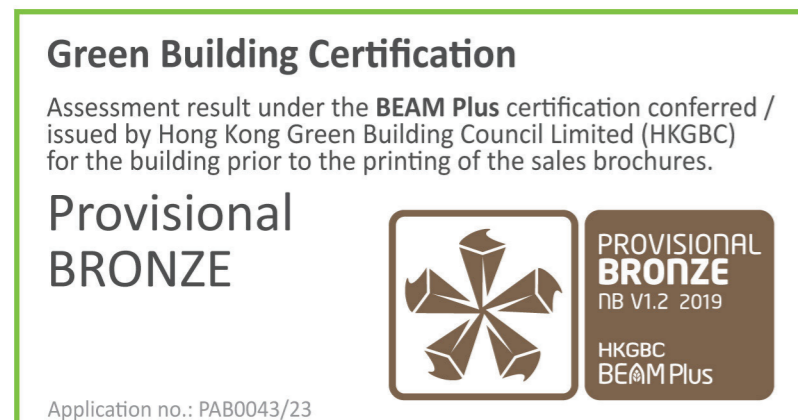 Green Building Certification
Assessment result under the BEAM Plus certification conferred /
issued by Hong Kong Green Building Council Limited (HKGBC)
for the building prior to the printing of the sales brochures.
Provisional
BRONZE
PROVISIONAL
BRONZE
NB V1.2 2019
HKGBC
BEAM Plus
Application no.: PAB0043/23